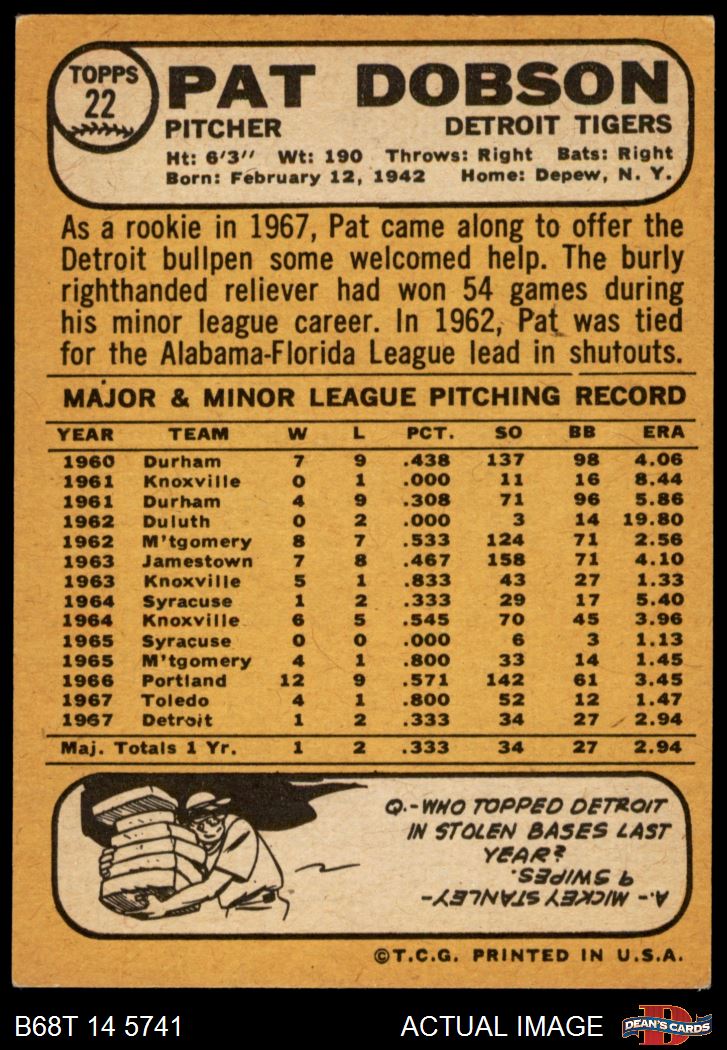 TOPPS
22
PAT DOBSON
PITCHER DETROIT TIGERS
Ht: 6'3" Wt: 190 Throws: Right Bats: Right
Born: February 12, 1942 Home: Depew, N. Y.
As a rookie in 1967, Pat came along to offer the
Detroit bullpen some welcomed help. The burly
righthanded reliever had won 54 games during
his minor league career. In 1962, Pat was tied
for the Alabama-Florida League lead in shutouts.
MAJOR & MINOR LEAGUE PITCHING RECORD
YEAR TEAM W L PCT. SO BB ERA
1960 Durham 7 9 .438 137 98 4.06
1961 Knoxville 0 1 .000 11 16 8.44
1961 Durham 4 9 .308 71 96 5.86
1962 Duluth 0 2 .000 3 14 19.80
1962 M'tgomery 8 7 .533 124 71 2.56
1963 Jamestown 7 8 .467 158 71 4.10
1963 Knoxville 5 1 .833 43 27 1.33
1964 Syracuse 1 2 .333 29 17 5.40
1964 Knoxville 6 5 .545 70 45 3.96
1965 Syracuse 0 0 .000 6 3 1.13
1965 M'tgomery 4 1 .800 33 14 1.45
1966 Portland 12 9 .571 142 61 3.45
1967 Toledo 4 1 .800 52 12 1.47
1967 Detroit 1 2 .333 34 27 2.94
Maj. Totals 1 Yr. 1 2 .333 34 27 2.94
Q.-WHO TOPPED DETROIT
IN STOLEN BASES LAST
YEAR?
A.- MICKEY STANLEY-
9 SWIPES.
©T.C.G. PRINTED IN U.S.A.
B68T 14 5741 ACTUAL IMAGE DEAN'S CARDS